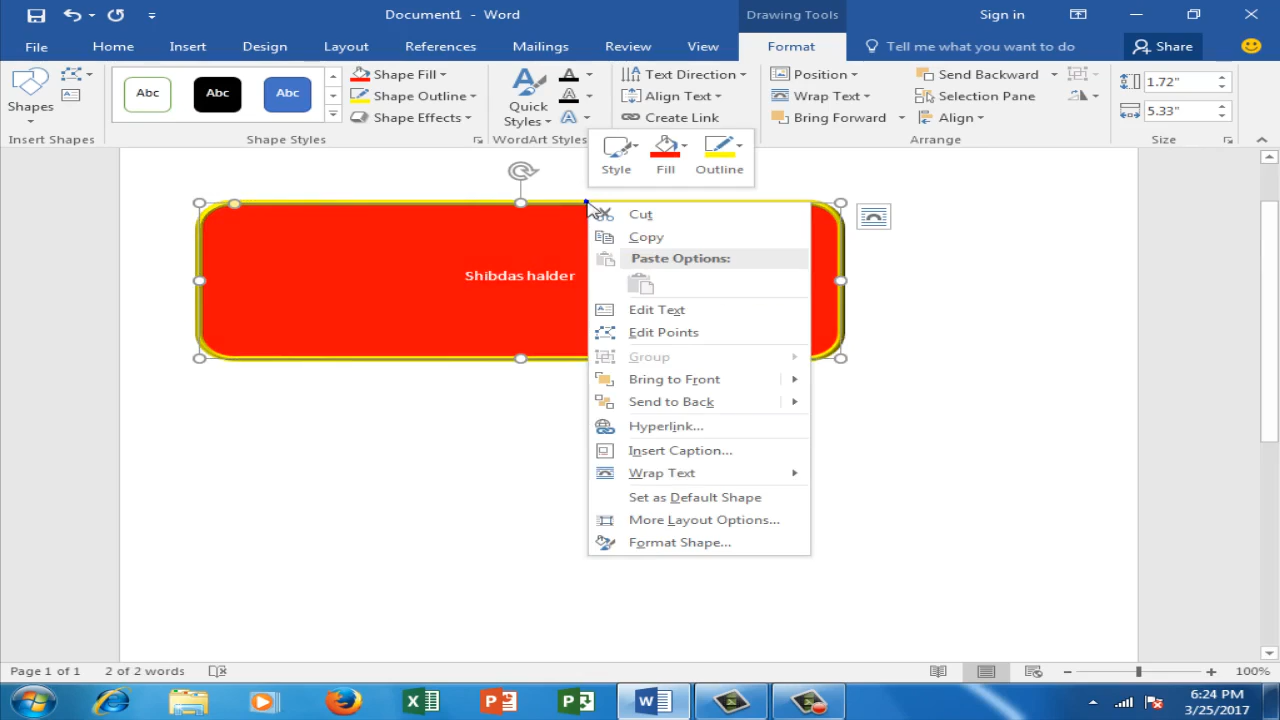 Document1 - Word
Drawing Tools
Sign in
File
Home
Insert
Design
Layout
References
Mailings
Review
View
Format
Tell me what you want to do
Share
Shapes
Insert Shapes
Abc
Abc
Abc
Shape Fill
Shape Outline
Shape Effects
Shape Styles
Quick
Styles
WordArt Styles
Text Direction
Align Text
Create Link
Position
Wrap Text
Bring Forward
Send Backward
Selection Pane
Align
Arrange
1.72"
5.33"
Size
Style
Fill
Outline
Shibdas halder
Cut
Copy
Paste Options:
Edit Text
Edit Points
Group
Bring to Front
Send to Back
Hyperlink...
Insert Caption...
Wrap Text
Set as Default Shape
More Layout Options...
Format Shape...
Page 1 of 1
2 of 2 words
100%
6:24 PM
3/25/2017